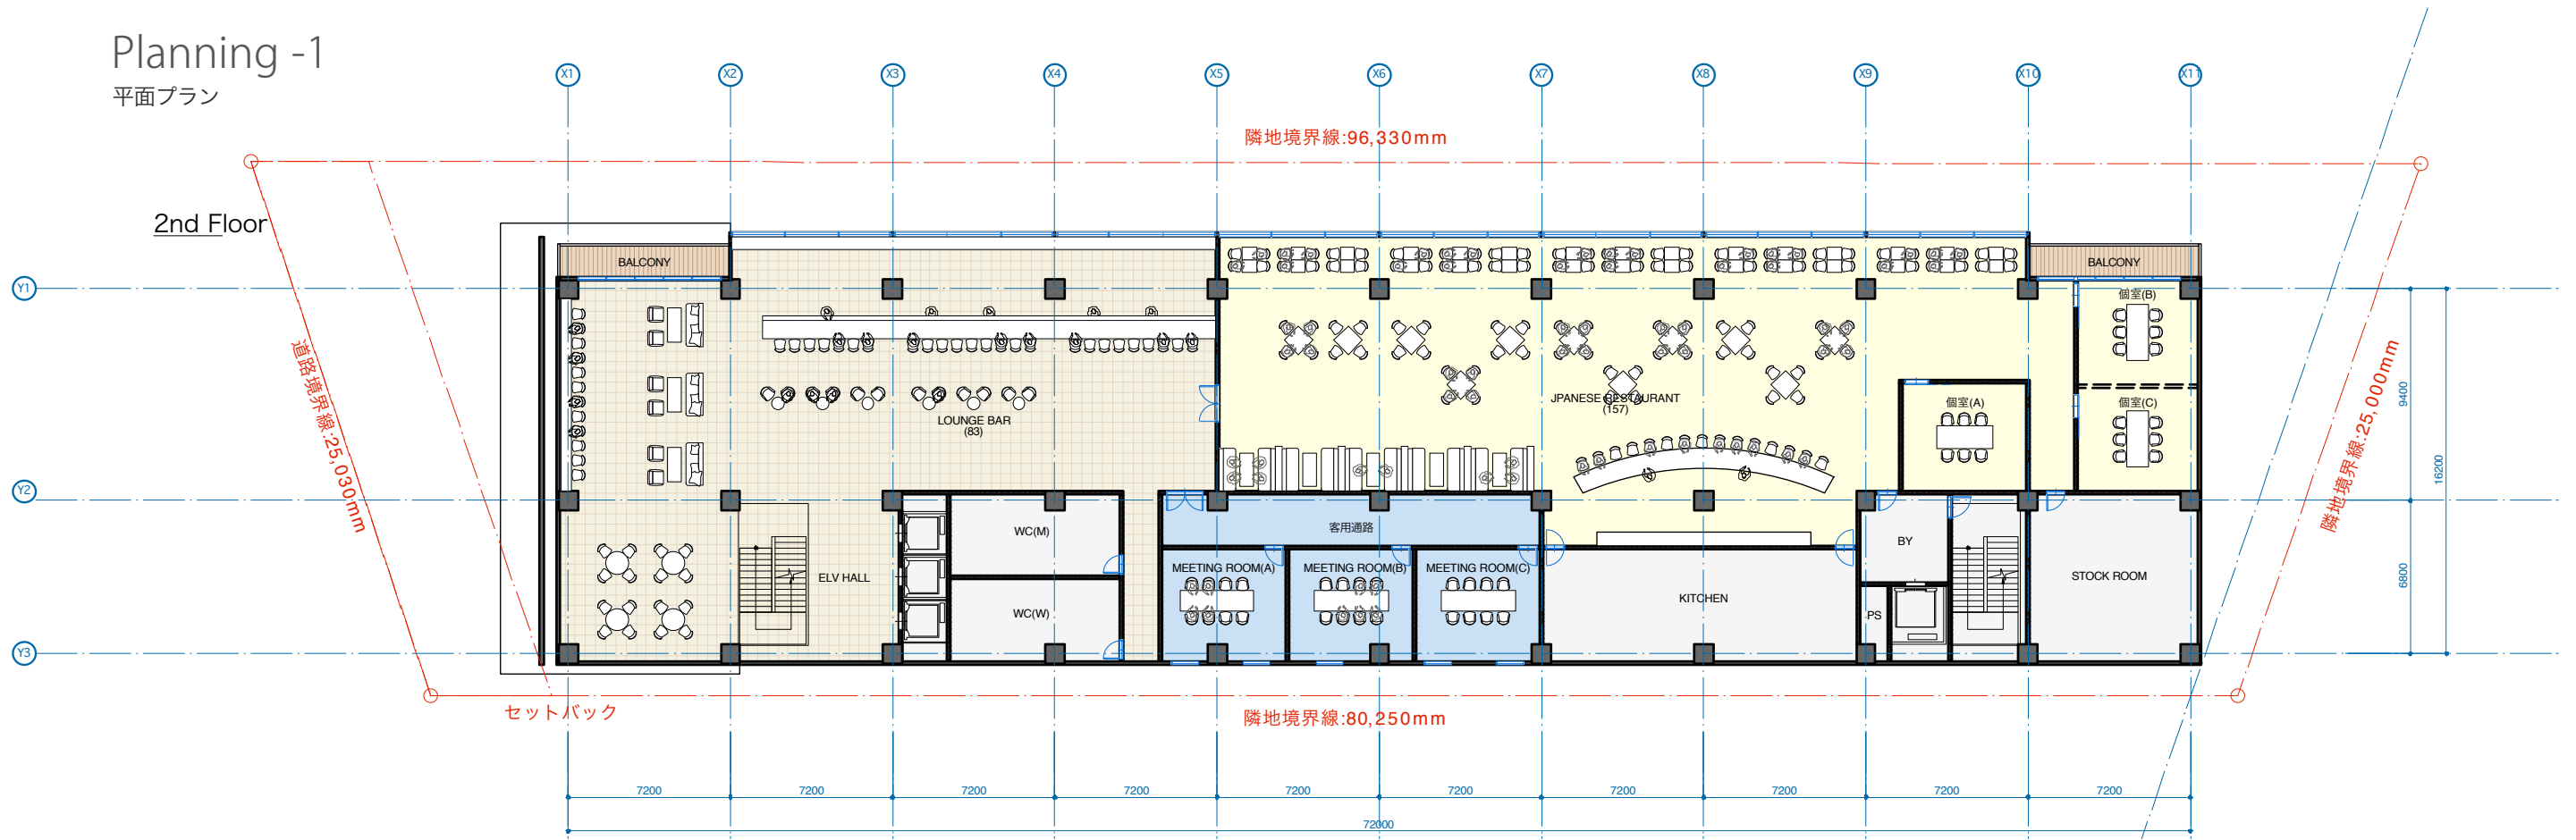 Planning -1
平面プラン
X1
X2
X3
X4
X5
X6
X7
X8
X9
X10
X11
隣地境界線:96,330mm
2nd Floor
BALCONY
BALCONY
Y1
個室(B)
道路境界線:25,030mm
隣地境界線:25,000mm
9400
JPANESE RESTAURANT
(157)
個室(A)
個室(C)
LOUNGE BAR
(83)
16200
Y2
WC(M)
客用通路
BY
ELV HALL
MEETING ROOM(A)
MEETING ROOM(B)
MEETING ROOM(C)
STOCK ROOM
6800
KITCHEN
WC(W)
PS
Y3
セットバック
隣地境界線:80,250mm
7200
7200
7200
7200
7200
7200
7200
7200
7200
7200
72000